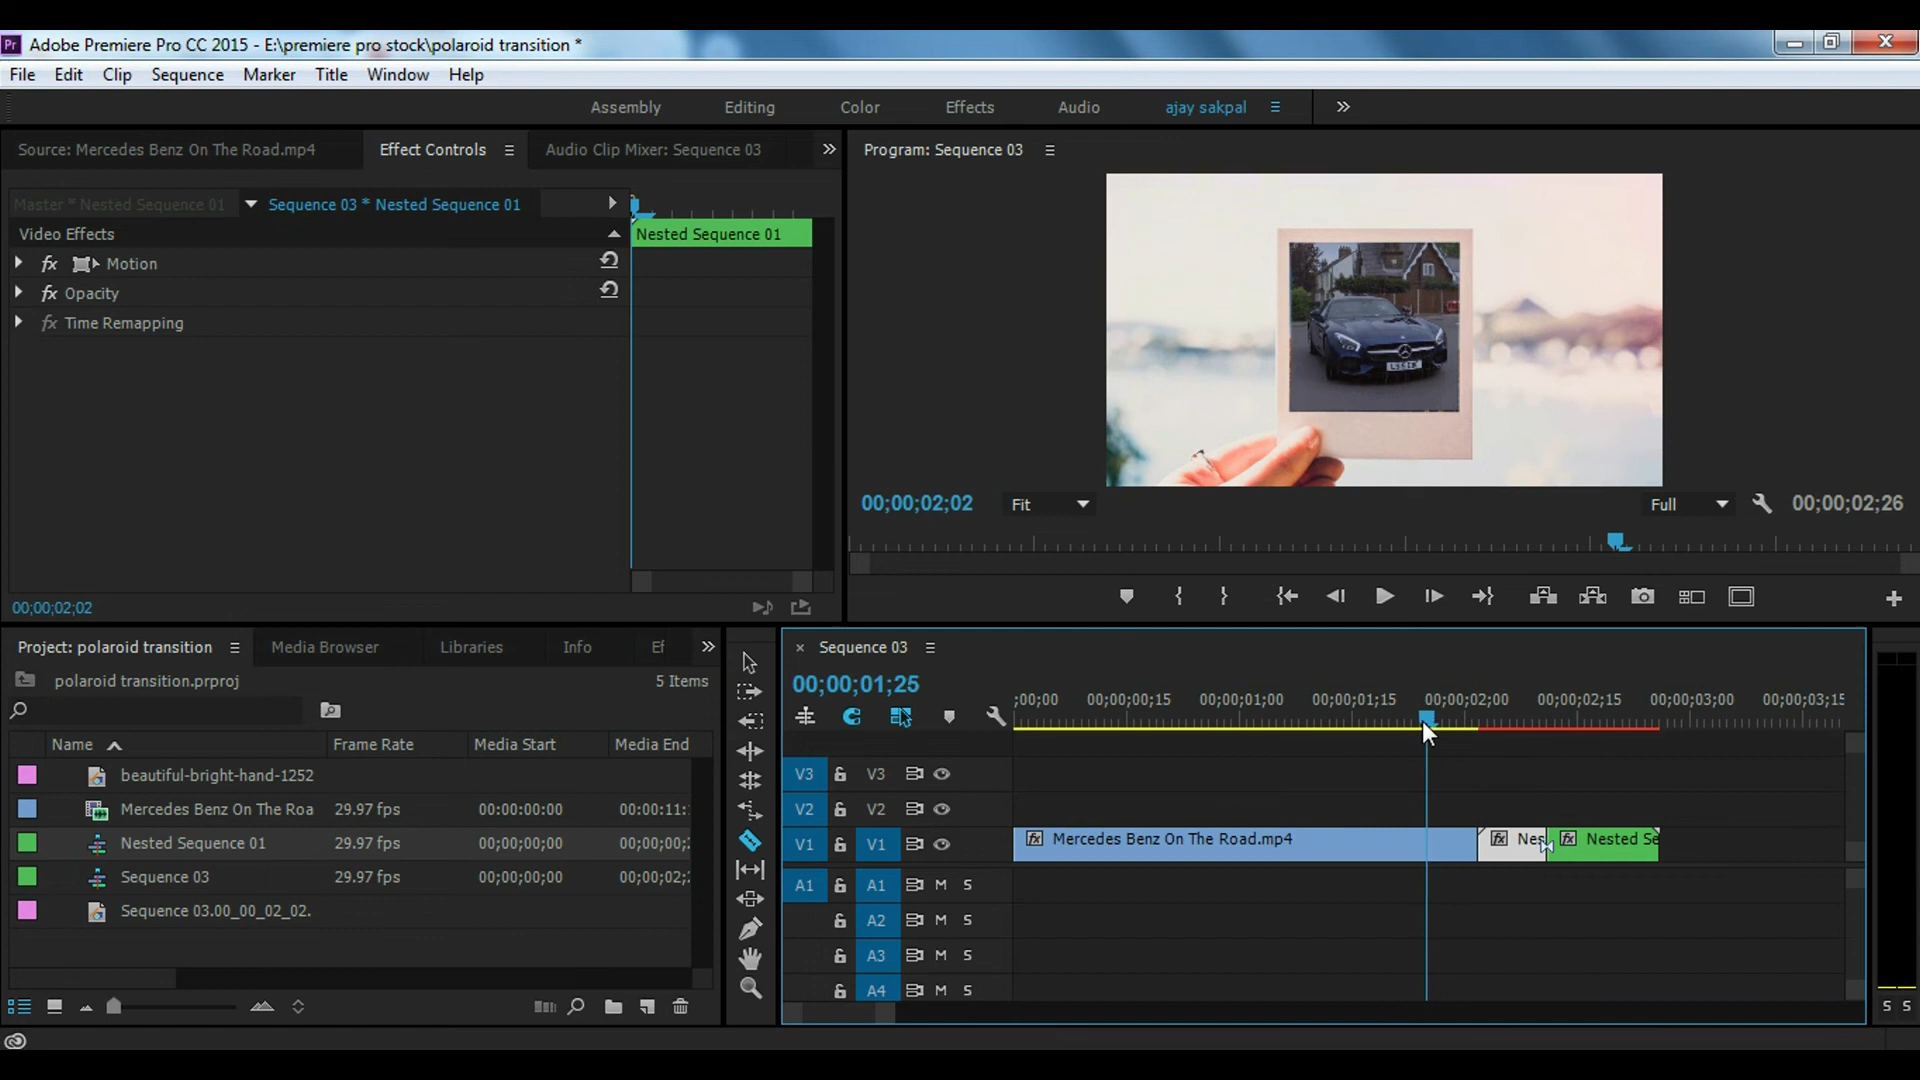 Pr Adobe Premiere Pro CC 2015 - E:\premiere pro stock\polaroid transition *
File Edit Clip Sequence Marker Title Window Help
Assembly Editing Color Effects Audio ajay sakpal
Source: Mercedes Benz On The Road.mp4 Effect Controls Audio Clip Mixer: Sequence 03
Program: Sequence 03
Master * Nested Sequence 01 Sequence 03 * Nested Sequence 01
Video Effects Nested Sequence 01
fx Motion
fx Opacity
fx Time Remapping
00;00;02;02 Fit Full 00;00;02;26
00;00;02;02
Project: polaroid transition Media Browser Libraries Info Ef
Sequence 03
polaroid transition.prproj 5 Items
00;00;01;25
;00;00 00;00;00;15 00;00;01;00 00;00;01;15 00;00;02;00 00;00;02;15 00;00;03;00 00;00;03;15
Name Frame Rate Media Start Media End
beautiful-bright-hand-1252
Mercedes Benz On The Roa 29.97 fps 00:00:00:00 00:00:11:
Nested Sequence 01 29.97 fps 00;00;00;00 00;00;00;
Sequence 03 29.97 fps 00;00;00;00 00;00;02;
Sequence 03.00_00_02_02.
V3 V3
V2 V2
V1 V1 fx Mercedes Benz On The Road.mp4 fx Nes fx Nested Se
A1 A1 M S
A2 M S
A3 M S
A4 M S
S S